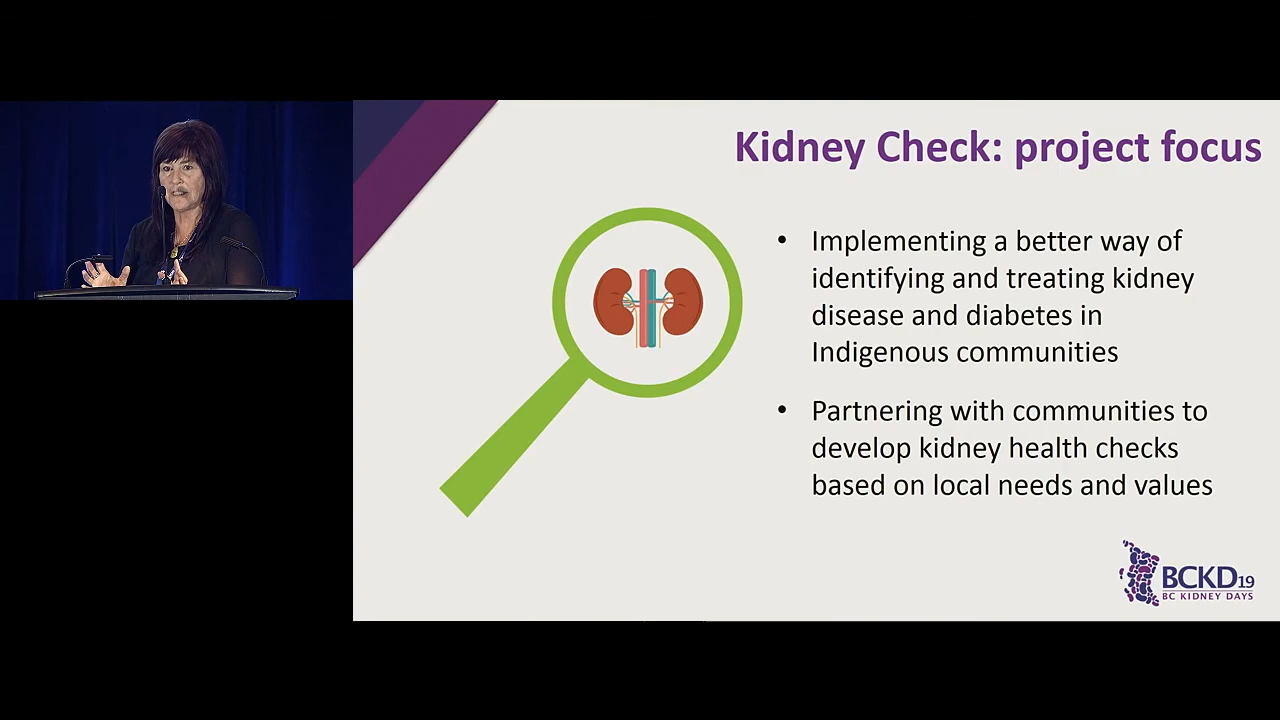 Kidney Check: project focus
• Implementing a better way of
identifying and treating kidney
disease and diabetes in
Indigenous communities
• Partnering with communities to
develop kidney health checks
based on local needs and values
BCKD19
BC KIDNEY DAYS